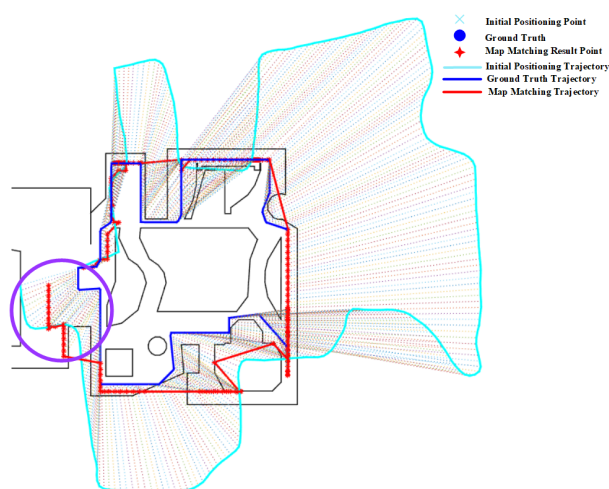 Initial Positioning Point
Ground Truth
Map Matching Result Point
Initial Positioning Trajectory
Ground Truth Trajectory
Map Matching Trajectory